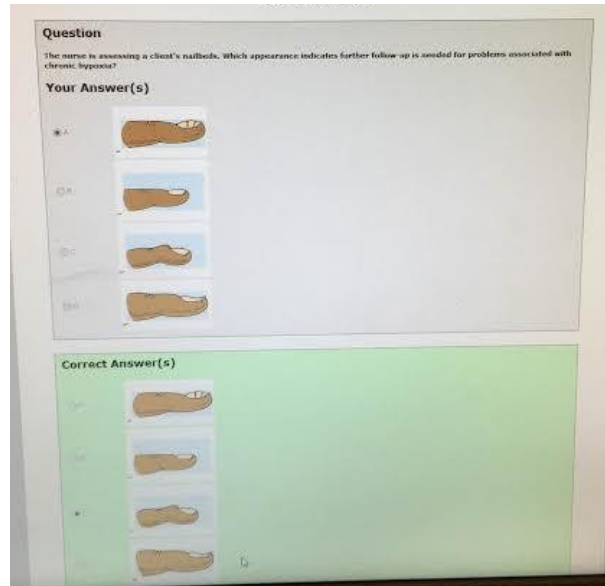 Question
The nurse is assessing a client's nailbeds. Which appearance indicates further follow-up is needed for problems associated with
chronic hypoxia?
Your Answer(s)
A
B
C
Correct Answer(s)